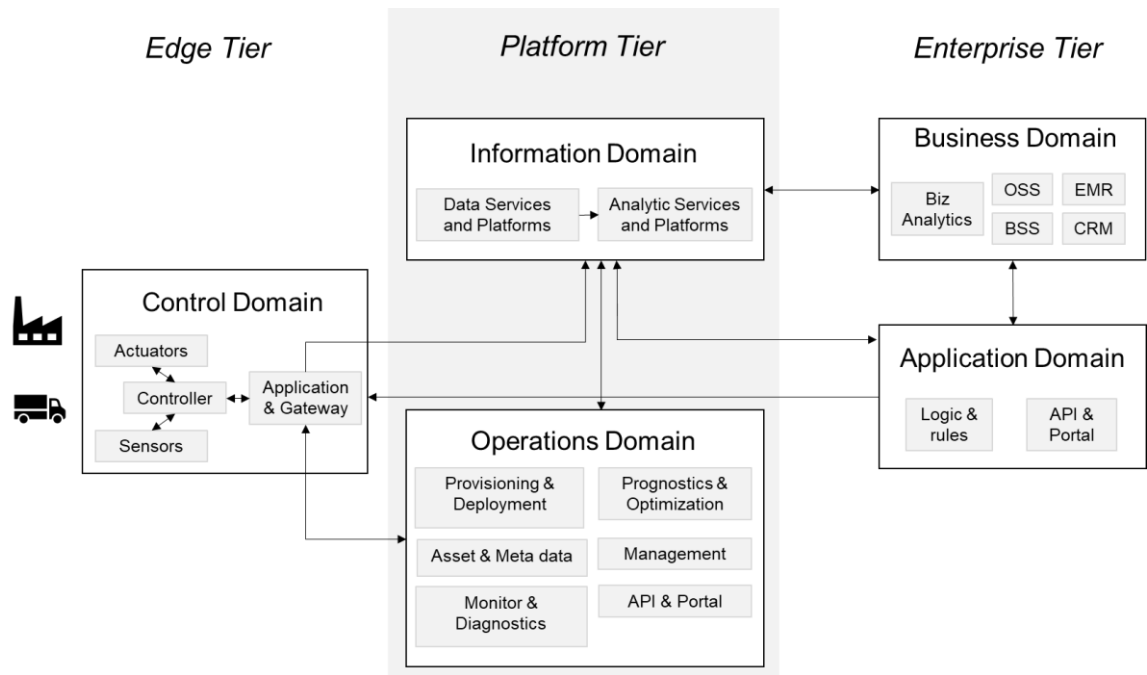 Edge Tier
Platform Tier
Enterprise Tier
Information Domain
Data Services
and Platforms
Analytic Services
and Platforms
Business Domain
Biz
Analytics
OSS
EMR
BSS
CRM
Control Domain
Actuators
Controller
Sensors
Application
& Gateway
Application Domain
Logic &
rules
API &
Portal
Operations Domain
Provisioning &
Deployment
Prognostics &
Optimization
Asset & Meta data
Management
Monitor &
Diagnostics
API & Portal